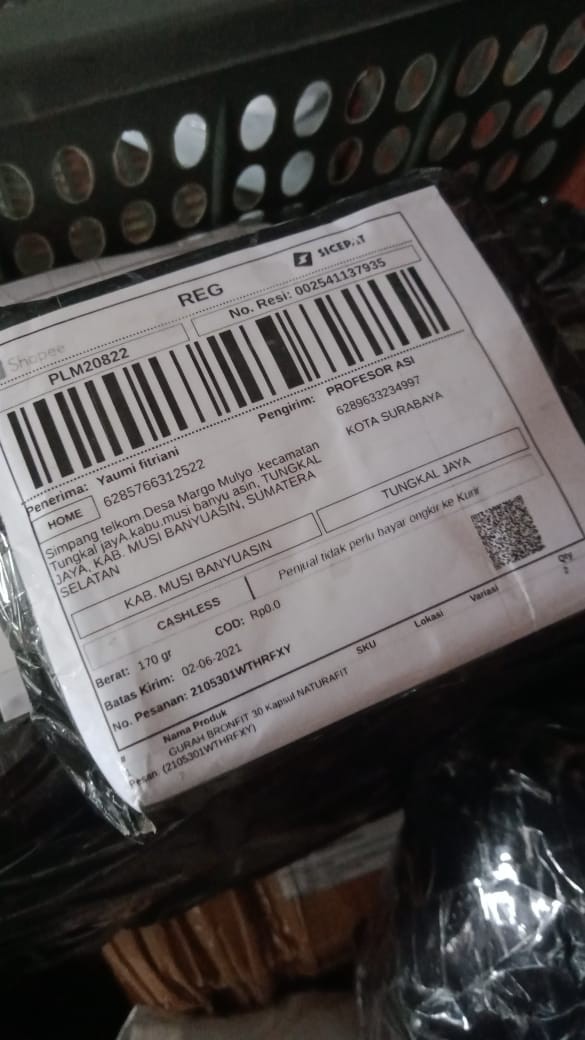 Shopee
REG
SICEPAT
PLM20822
No. Resi: 002541137935
Penerima: Yaumi fitriani
6285766312522
HOME
Pengirim: PROFESOR ASI
6289633234997
KOTA SURABAYA
Simpang telkom Desa Margo Mulyo kecamatan
Tungkal jayA kabu.musi banyu asin, TUNGKAL
JAYA, KAB. MUSI BANYUASIN, SUMATERA
SELATAN
KAB. MUSI BANYUASIN
TUNGKAL JAYA
CASHLESS
Penjual tidak perlu bayar ongkir ke Kurir
Berat: 170 gr
COD: Rp0.0
Batas Kirim: 02-06-2021
No. Pesanan: 2105301WTHRFXY
# Nama Produk SKU Lokasi Variasi Qty
1 GURAH BRONFIT 30 Kapsul NATURAFIT 2
Pesan: (2105301WTHRFXY)